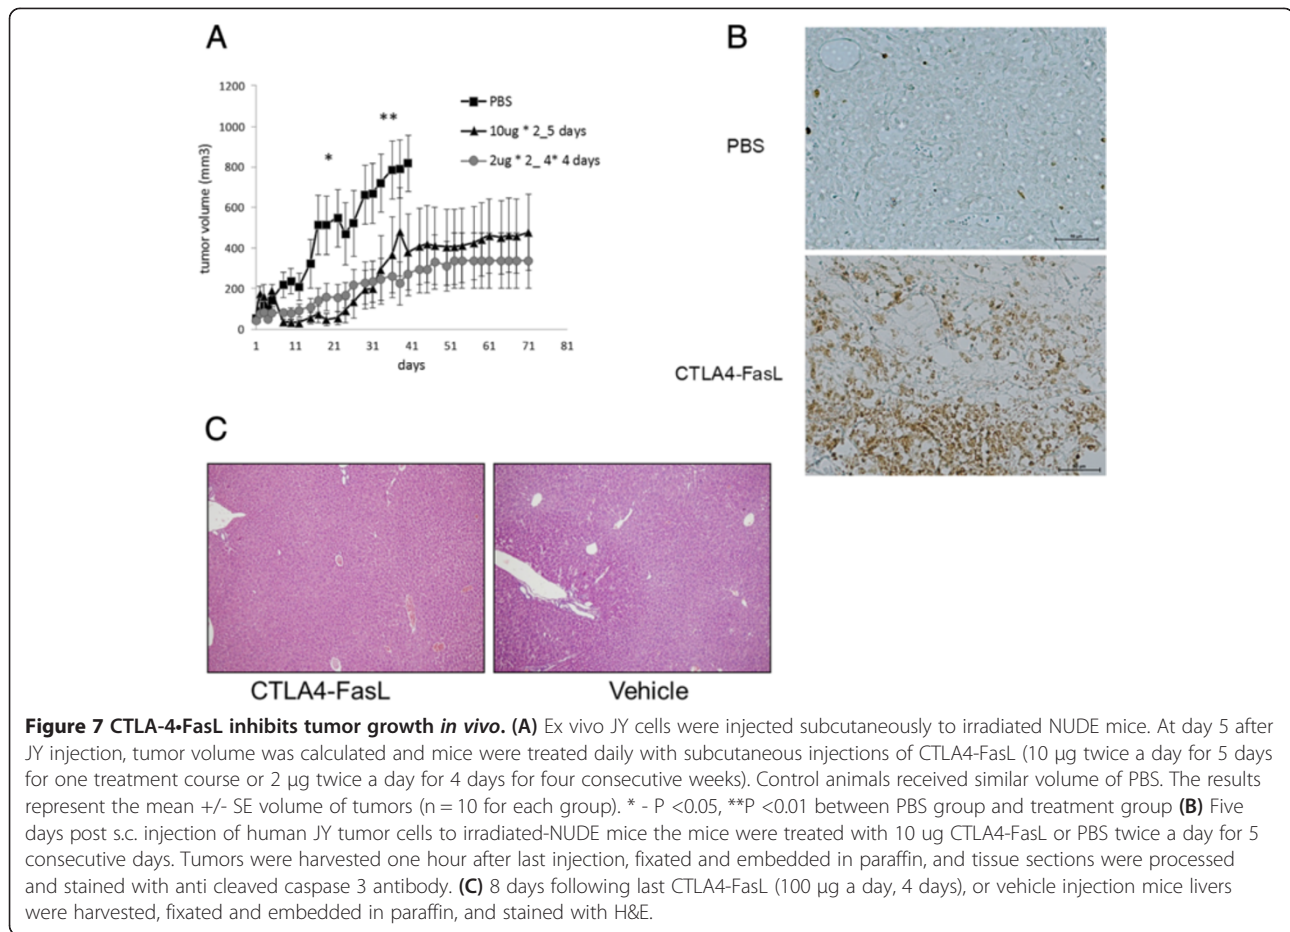 A
B
1200
1000
800
600
400
200
0
tumor volume (mm3)
*
**
PBS
10ug * 2_5 days
2ug * 2_ 4* 4 days
1 11 21 31 41 51 61 71 81
days
PBS
CTLA4-FasL
C
CTLA4-FasL
Vehicle
Figure 7 CTLA-4•FasL inhibits tumor growth in vivo. (A) Ex vivo JY cells were injected subcutaneously to irradiated NUDE mice. At day 5 after
JY injection, tumor volume was calculated and mice were treated daily with subcutaneous injections of CTLA4-FasL (10 μg twice a day for 5 days
for one treatment course or 2 μg twice a day for 4 days for four consecutive weeks). Control animals received similar volume of PBS. The results
represent the mean +/- SE volume of tumors (n = 10 for each group). * - P <0.05, **P <0.01 between PBS group and treatment group (B) Five
days post s.c. injection of human JY tumor cells to irradiated-NUDE mice the mice were treated with 10 ug CTLA4-FasL or PBS twice a day for 5
consecutive days. Tumors were harvested one hour after last injection, fixated and embedded in paraffin, and tissue sections were processed
and stained with anti cleaved caspase 3 antibody. (C) 8 days following last CTLA4-FasL (100 μg a day, 4 days), or vehicle injection mice livers
were harvested, fixated and embedded in paraffin, and stained with H&E.